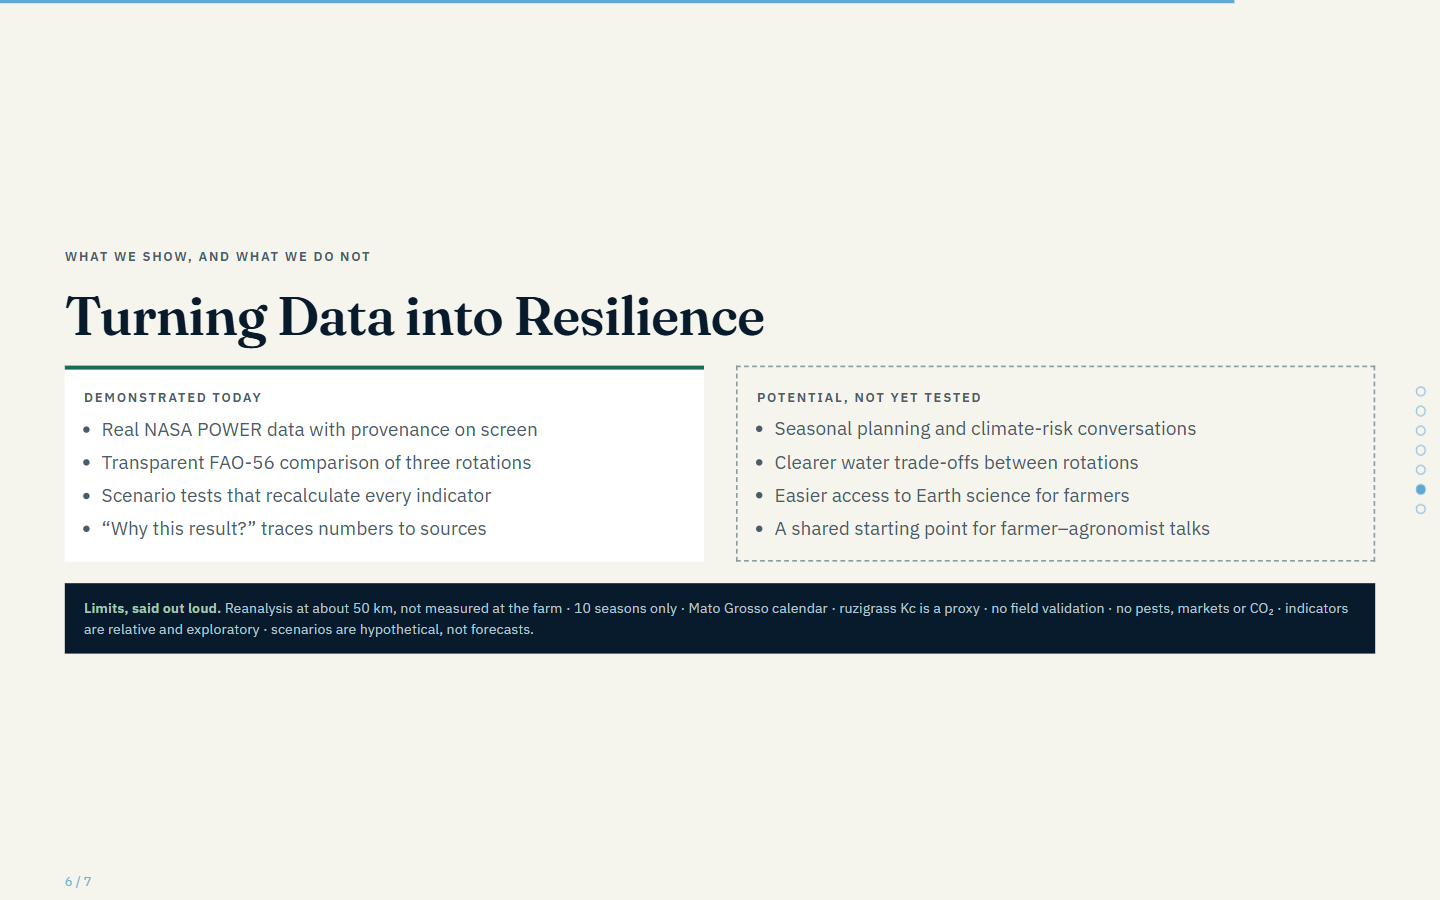 WHAT WE SHOW, AND WHAT WE DO NOT
Turning Data into Resilience
DEMONSTRATED TODAY
• Real NASA POWER data with provenance on screen
• Transparent FAO-56 comparison of three rotations
• Scenario tests that recalculate every indicator
• “Why this result?” traces numbers to sources
POTENTIAL, NOT YET TESTED
• Seasonal planning and climate-risk conversations
• Clearer water trade-offs between rotations
• Easier access to Earth science for farmers
• A shared starting point for farmer–agronomist talks
Limits, said out loud. Reanalysis at about 50 km, not measured at the farm · 10 seasons only · Mato Grosso calendar · ruzigrass Kc is a proxy · no field validation · no pests, markets or CO₂ · indicators
are relative and exploratory · scenarios are hypothetical, not forecasts.
6 / 7